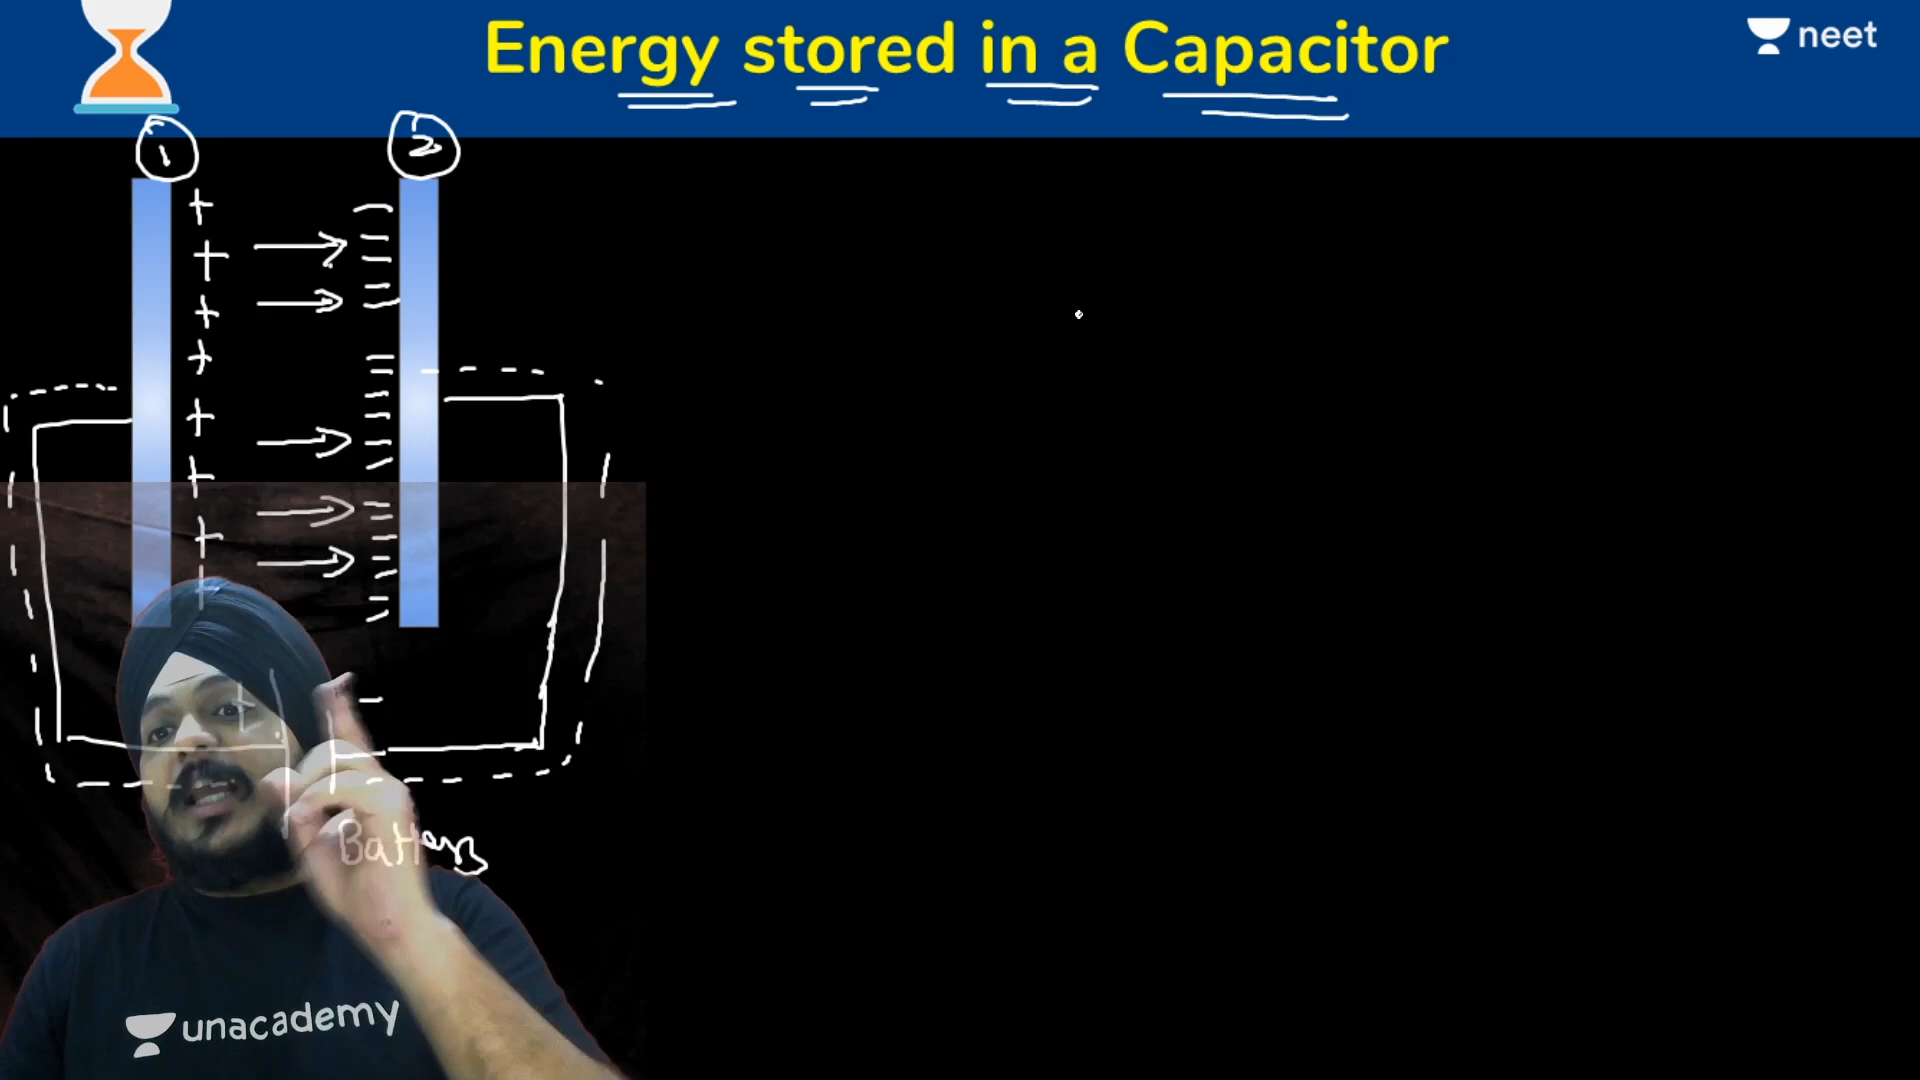 Energy stored in a Capacitor
neet
1
2
+ −
+ −
+ −
+ −
+ −
+ −
+ −
+ −
Battery
unacademy